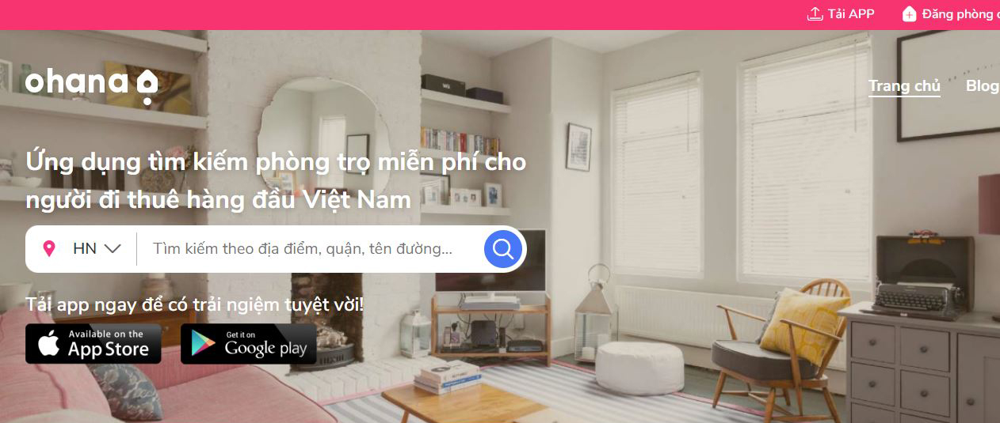 Tải APP
Đăng phòng
ohana
Trang chủ
Blog
Ứng dụng tìm kiếm phòng trọ miễn phí cho
người đi thuê hàng đầu Việt Nam
HN
Tìm kiếm theo địa điểm, quận, tên đường...
Tải app ngay để có trải ngiệm tuyệt vời!
Available on the
App Store
Get it on
Google play